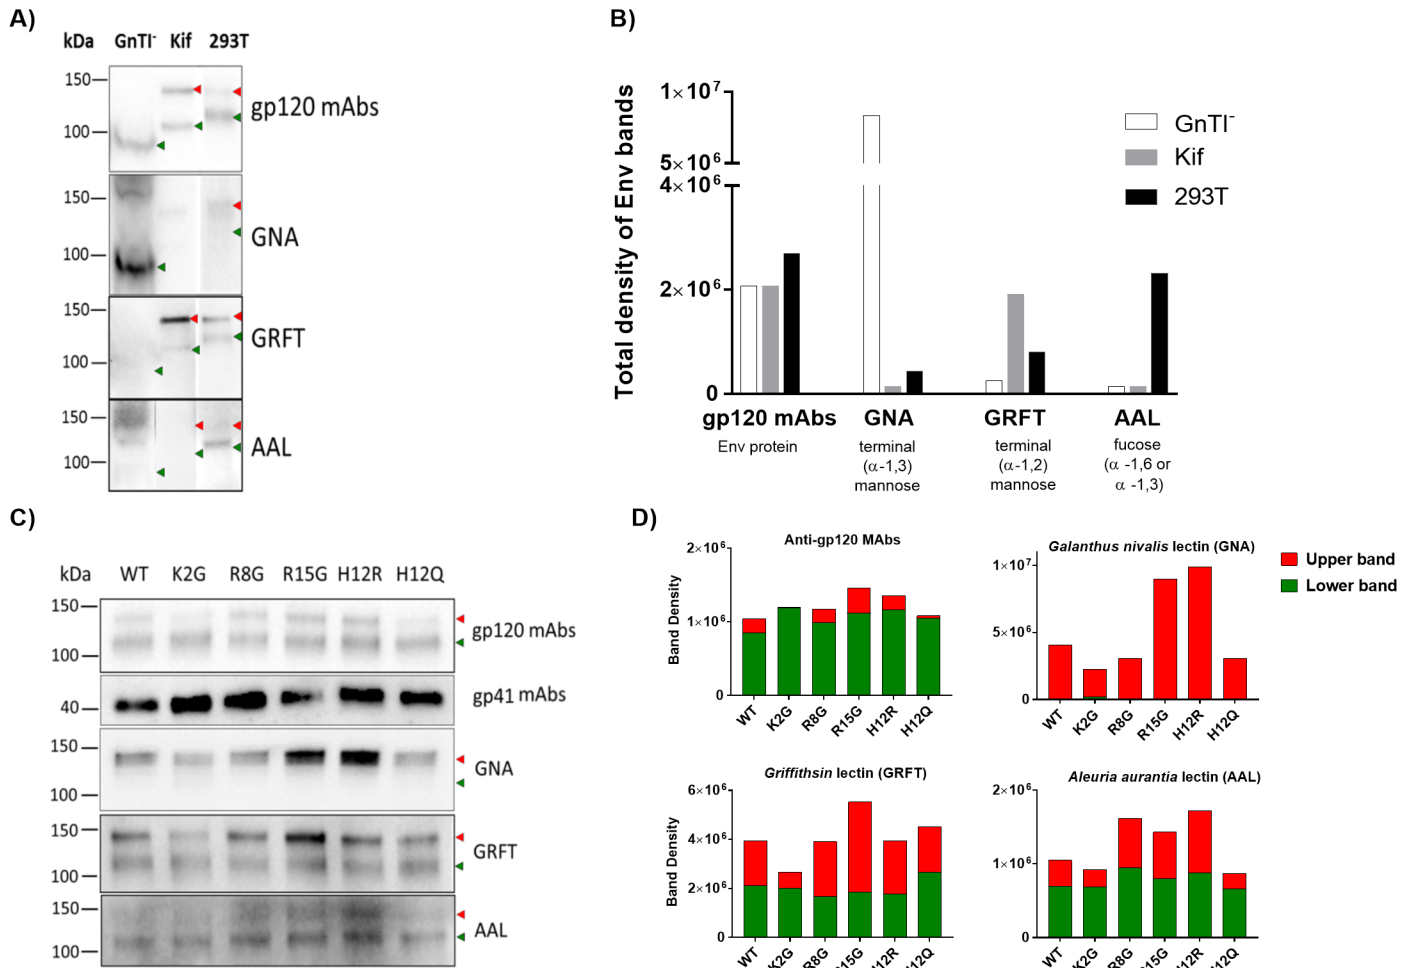 A)
kDa GnTI- Kif 293T
150
100
gp120 mAbs
150
100
GNA
150
100
GRFT
150
100
AAL
B)
Total density of Env bands
1×10⁷
5×10⁶
4×10⁶
2×10⁶
0
GnTI-
Kif
293T
gp120 mAbs GNA GRFT AAL
Env protein
terminal
(α-1,3)
mannose
terminal
(α-1,2)
mannose
fucose
(α -1,6 or
α -1,3)
C)
kDa WT K2G R8G R15G H12R H12Q
150
100
gp120 mAbs
40
gp41 mAbs
150
100
GNA
150
100
GRFT
150
100
AAL
D)
Anti-gp120 MAbs
Band Density
2×10⁶
1×10⁶
0
WT K2G R8G R15G H12R H12Q
Galanthus nivalis lectin (GNA)
1×10⁷
5×10⁶
0
WT K2G R8G R15G H12R H12Q
Upper band
Lower band
Griffithsin lectin (GRFT)
Band Density
6×10⁶
4×10⁶
2×10⁶
0
WT K2G R8G R15G H12R H12Q
Aleuria aurantia lectin (AAL)
2×10⁶
1×10⁶
0
WT K2G R8G R15G H12R H12Q